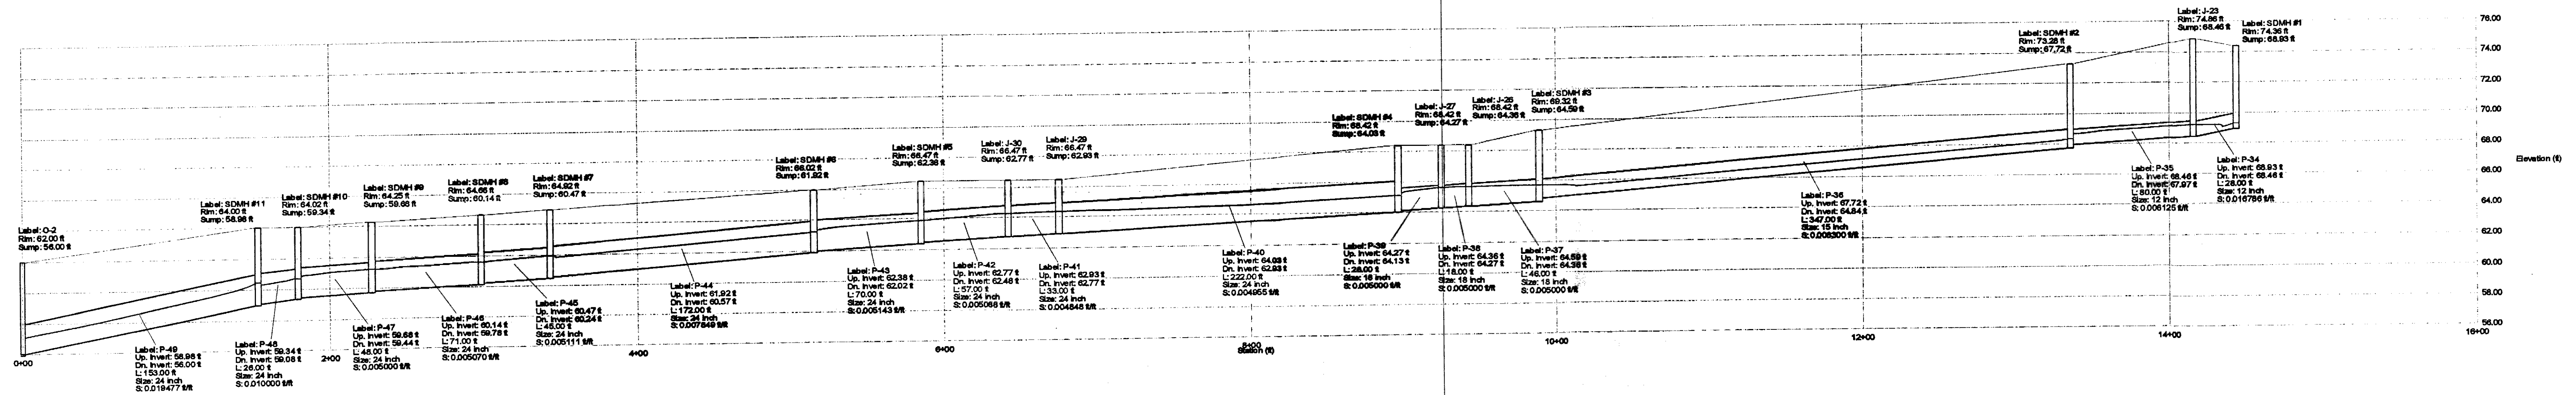 Label: O-2
Rim: 62.00 ft
Sump: 56.00 ft
Label: SDMH #11
Rim: 64.00 ft
Sump: 58.98 ft
Label: SDMH #10
Rim: 64.02 ft
Sump: 59.34 ft
Label: SDMH #9
Rim: 64.25 ft
Sump: 59.68 ft
Label: SDMH #8
Rim: 64.66 ft
Sump: 60.14 ft
Label: SDMH #7
Rim: 64.92 ft
Sump: 60.47 ft
Label: SDMH #6
Rim: 66.02 ft
Sump: 61.92 ft
Label: SDMH #5
Rim: 66.47 ft
Sump: 62.38 ft
Label: J-30
Rim: 66.47 ft
Sump: 62.77 ft
Label: J-29
Rim: 66.47 ft
Sump: 62.93 ft
Label: SDMH #4
Rim: 68.42 ft
Sump: 64.03 ft
Label: J-27
Rim: 68.42 ft
Sump: 64.27 ft
Rim: 68.42 ft
Sump: 64.36 ft
Label: SDMH #3
Rim: 69.32 ft
Sump: 64.59 ft
Label: SDMH #2
Rim: 73.28 ft
Sump: 67.72 ft
Label: J-23
Rim: 74.86 ft
Sump: 68.46 ft
Label: SDMH #1
Rim: 74.36 ft
Sump: 68.93 ft
76.00
74.00
72.00
70.00
68.00
66.00
64.00
62.00
60.00
58.00
56.00
Elevation (ft)
Label: P-49
Up. Invert: 58.98 ft
Dn. Invert: 56.00 ft
L: 153.00 ft
Size: 24 inch
S: 0.019477 ft/ft
Label: P-48
Up. Invert: 59.34 ft
Dn. Invert: 59.08 ft
L: 26.00 ft
Size: 24 inch
S: 0.010000 ft/ft
Label: P-47
Up. Invert: 59.68 ft
Dn. Invert: 59.44 ft
L: 48.00 ft
Size: 24 inch
S: 0.005000 ft/ft
Label: P-46
Up. Invert: 60.14 ft
Dn. Invert: 59.78 ft
L: 71.00 ft
Size: 24 inch
S: 0.005070 ft/ft
Label: P-45
Up. Invert: 60.47 ft
Dn. Invert: 60.24 ft
L: 45.00 ft
Size: 24 inch
S: 0.005111 ft/ft
Label: P-44
Up. Invert: 61.92 ft
Dn. Invert: 60.57 ft
L: 172.00 ft
Size: 24 inch
S: 0.007849 ft/ft
Label: P-43
Up. Invert: 62.38 ft
Dn. Invert: 62.02 ft
L: 70.00 ft
Size: 24 inch
S: 0.005143 ft/ft
Label: P-42
Up. Invert: 62.77 ft
Dn. Invert: 62.48 ft
L: 57.00 ft
Size: 24 inch
S: 0.005088 ft/ft
Label: P-41
Up. Invert: 62.93 ft
Dn. Invert: 62.77 ft
L: 33.00 ft
Size: 24 inch
S: 0.004848 ft/ft
Label: P-40
Up. Invert: 64.03 ft
Dn. Invert: 62.93 ft
L: 222.00 ft
Size: 24 inch
S: 0.004955 ft/ft
Label: P-39
Up. Invert: 64.27 ft
Dn. Invert: 64.13 ft
L: 28.00 ft
Size: 18 inch
S: 0.005000 ft/ft
Label: P-38
Up. Invert: 64.36 ft
Dn. Invert: 64.27 ft
L: 18.00 ft
Size: 18 inch
S: 0.005000 ft/ft
Label: P-37
Up. Invert: 64.59 ft
Dn. Invert: 64.36 ft
L: 46.00 ft
Size: 18 inch
S: 0.005000 ft/ft
Label: P-36
Up. Invert: 67.72 ft
Dn. Invert: 64.84 ft
L: 347.00 ft
Size: 15 inch
S: 0.008300 ft/ft
Label: P-35
Up. Invert: 68.46 ft
Dn. Invert: 67.97 ft
L: 80.00 ft
Size: 12 inch
S: 0.006125 ft/ft
Label: P-34
Up. Invert: 68.93 ft
Dn. Invert: 68.46 ft
L: 28.00 ft
Size: 12 inch
S: 0.016786 ft/ft
0+00
2+00
4+00
6+00
8+00
Station (ft)
10+00
12+00
14+00
16+00